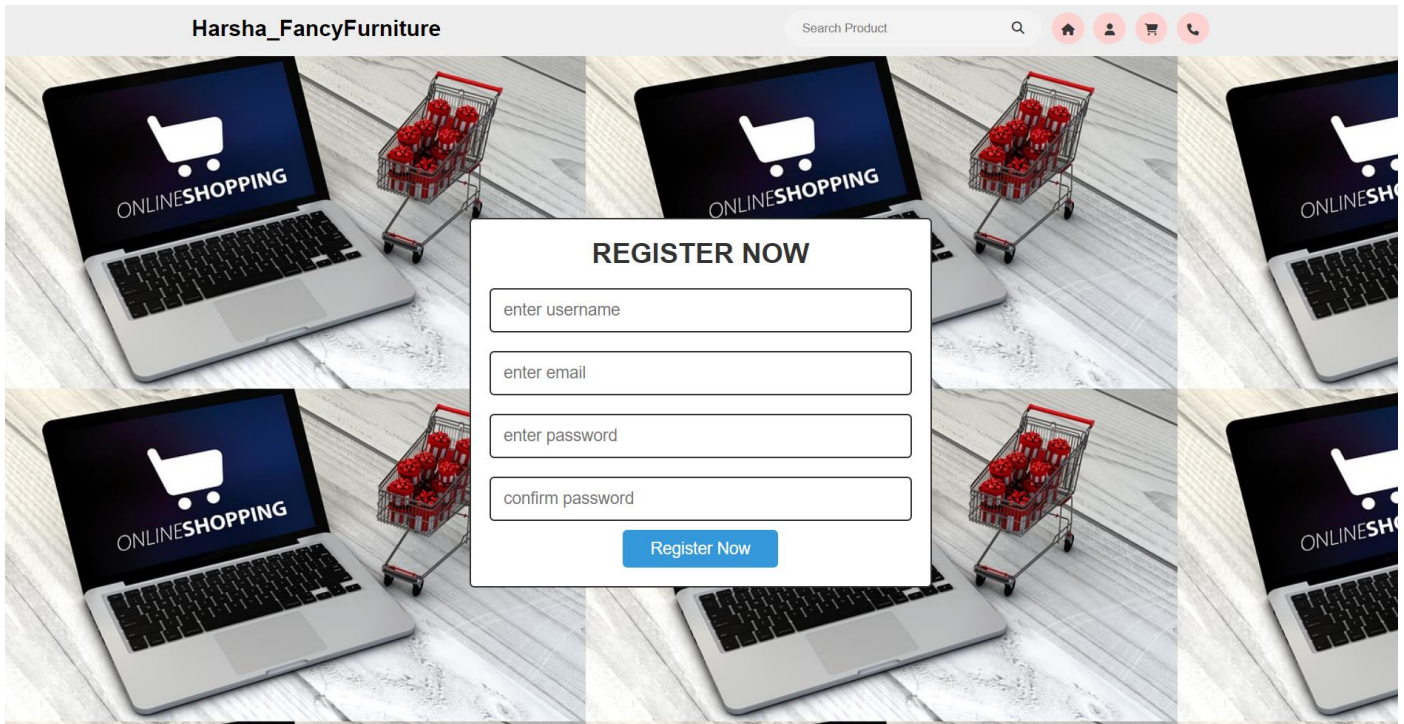 Harsha_FancyFurniture
Search Product
ONLINESHOPPING
ONLINESHOPPING
ONLINESHO
REGISTER NOW
enter username
enter email
enter password
confirm password
Register Now
ONLINESHOPPING
ONLINESHO